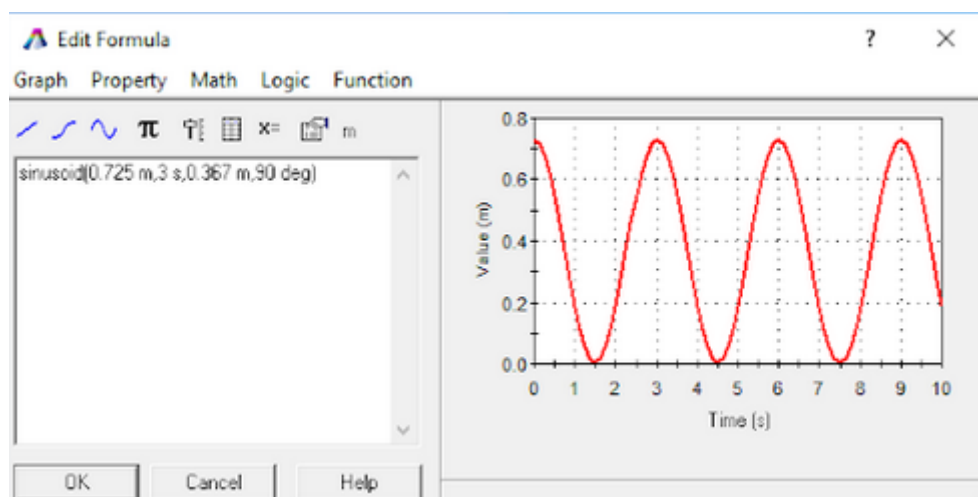 Edit Formula ? ×
Graph Property Math Logic Function
π x= m
sinusoid(0.725 m,3 s,0.367 m,90 deg)
OK Cancel Help
Value (m)
0.8
0.6
0.4
0.2
0.0
0 1 2 3 4 5 6 7 8 9 10
Time (s)